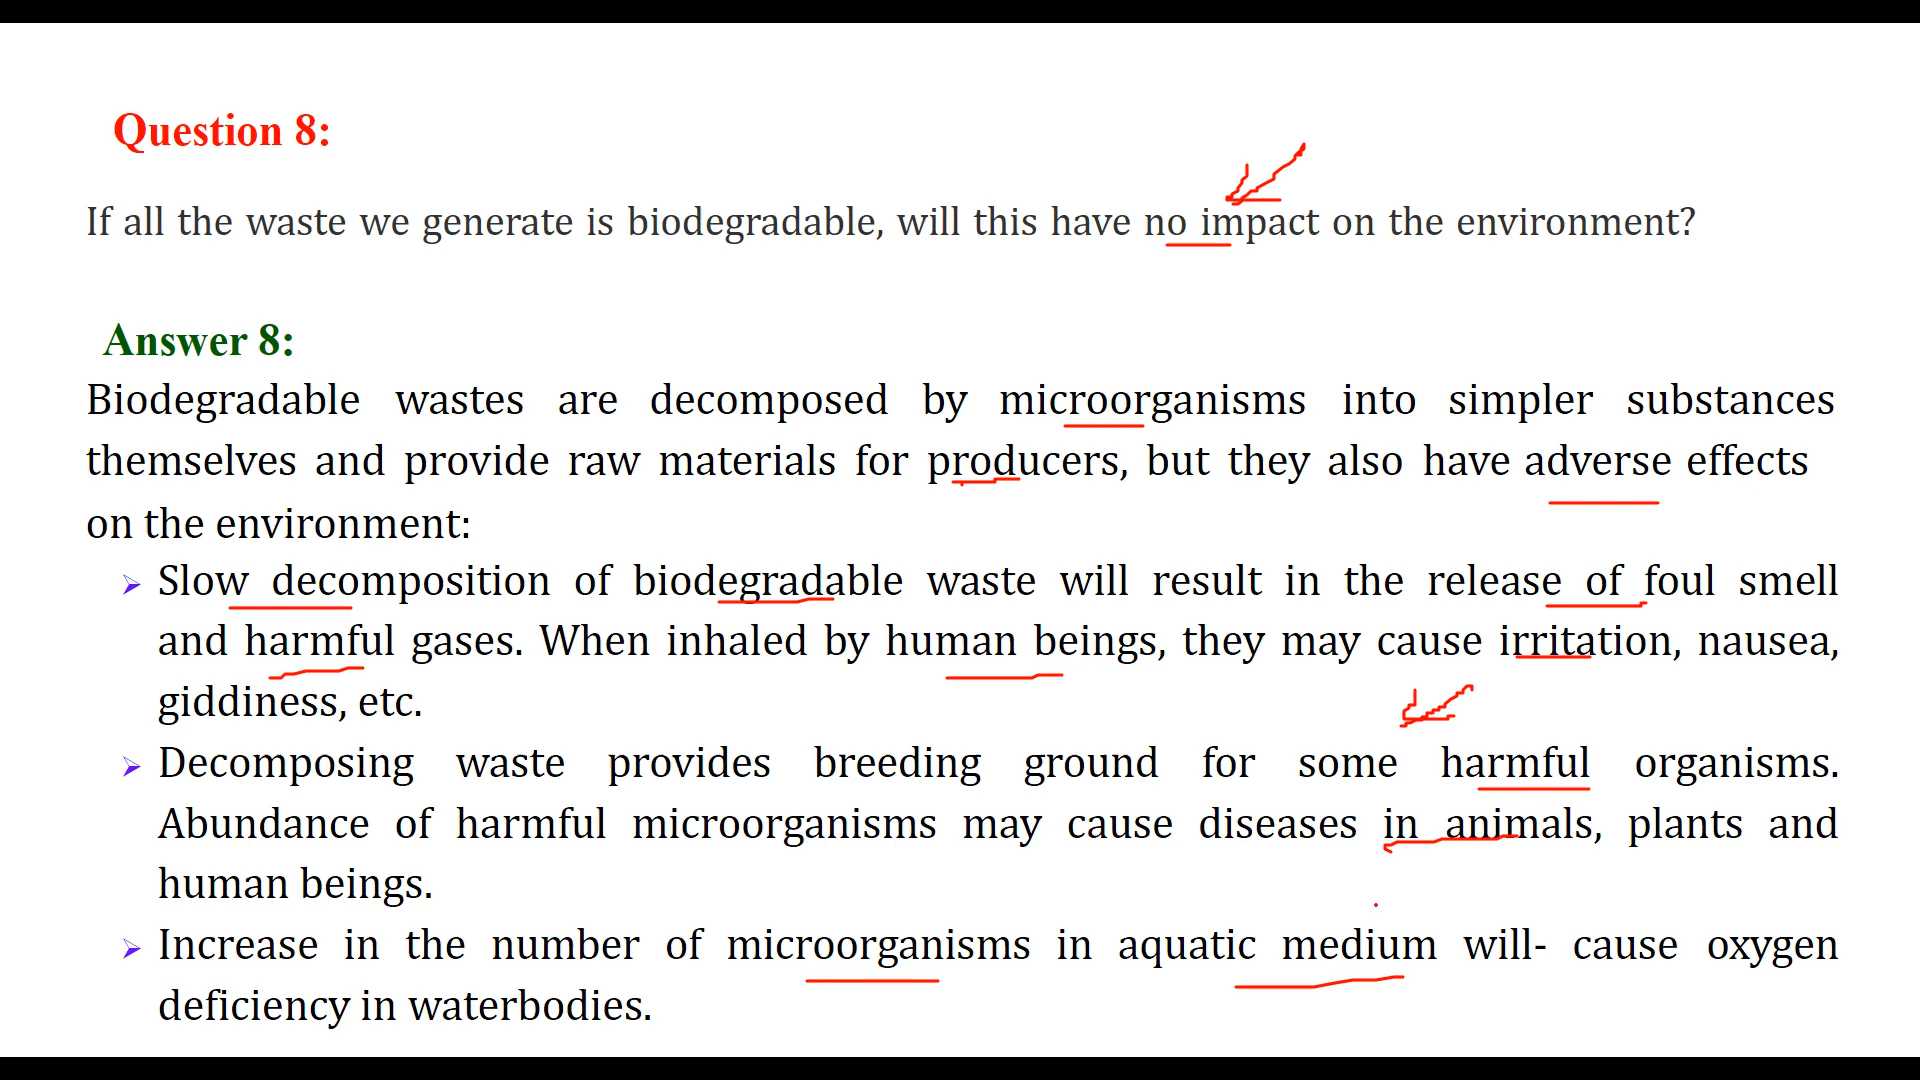 Question 8:
If all the waste we generate is biodegradable, will this have no impact on the environment?
Answer 8:
Biodegradable wastes are decomposed by microorganisms into simpler substances
themselves and provide raw materials for producers, but they also have adverse effects
on the environment:
➢ Slow decomposition of biodegradable waste will result in the release of foul smell
and harmful gases. When inhaled by human beings, they may cause irritation, nausea,
giddiness, etc.
➢ Decomposing waste provides breeding ground for some harmful organisms.
Abundance of harmful microorganisms may cause diseases in animals, plants and
human beings.
➢ Increase in the number of microorganisms in aquatic medium will- cause oxygen
deficiency in waterbodies.